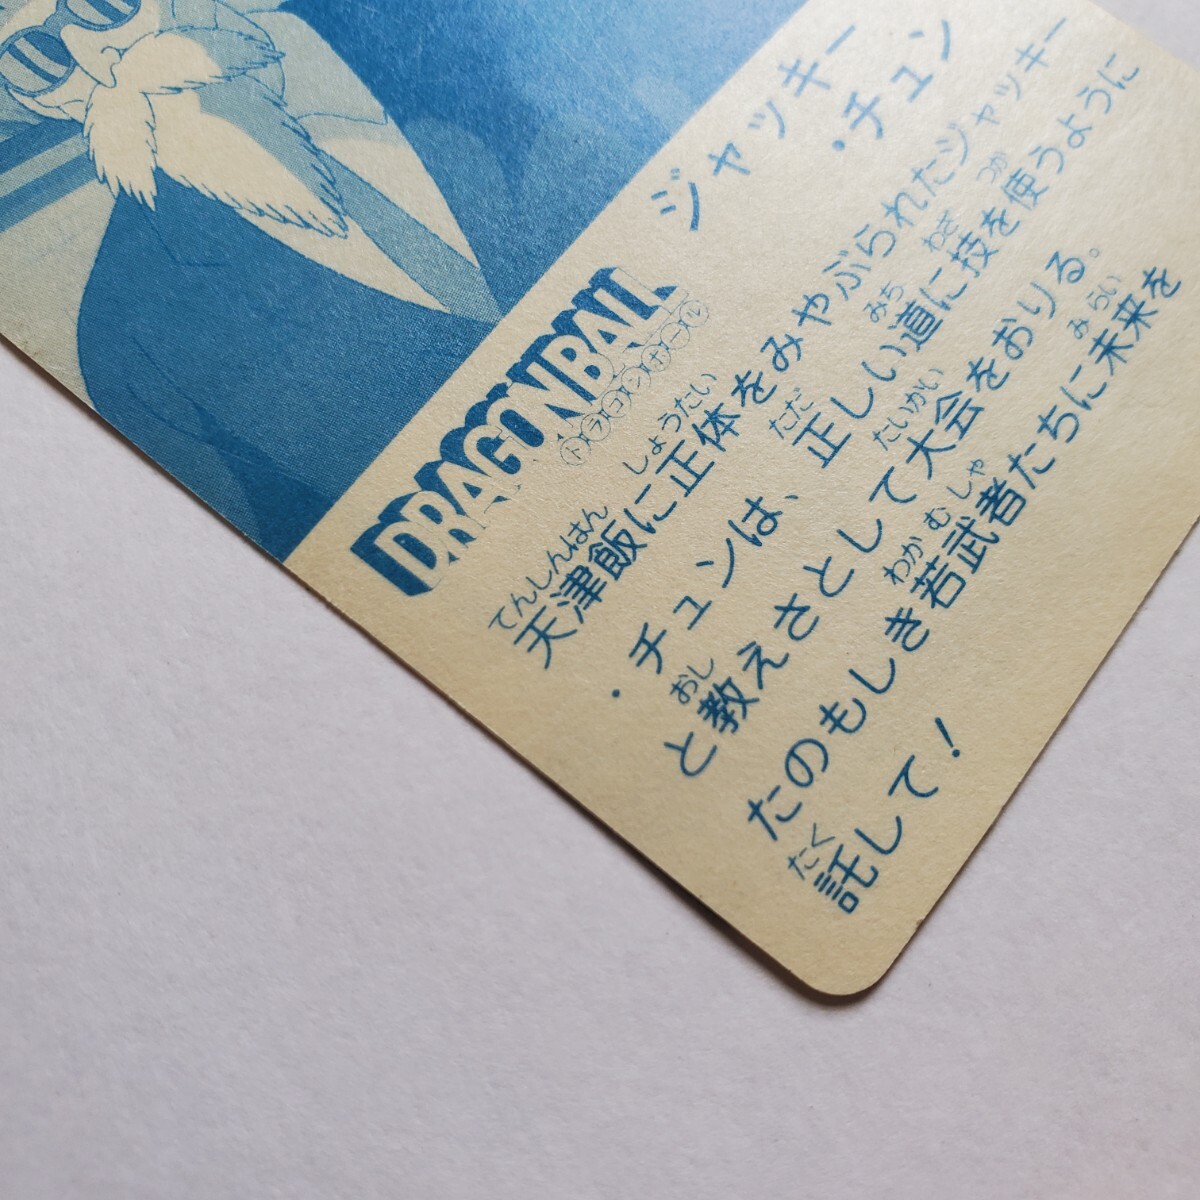 ジャッキー
・チュン
DRAGONBALL
ドラゴンボール
てんしんはん しょうたい
天津飯に正体をみやぶられたジャッキー
ただ みち わざ つか
・チュンは、正しい道に技を使うように
おし たいかい
と教えさとして大会をおりる。
わかむしゃ みらい
たのもしき若武者たちに未来を
たく
託して！